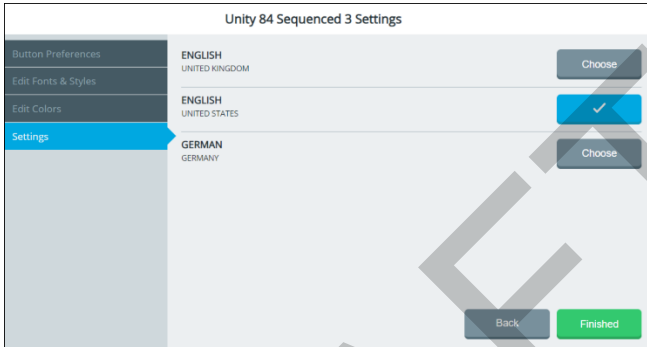 Unity 84 Sequenced 3 Settings
Button Preferences
Edit Fonts & Styles
Edit Colors
Settings
ENGLISH
UNITED KINGDOM
Choose
ENGLISH
UNITED STATES
GERMAN
GERMANY
Choose
Back
Finished